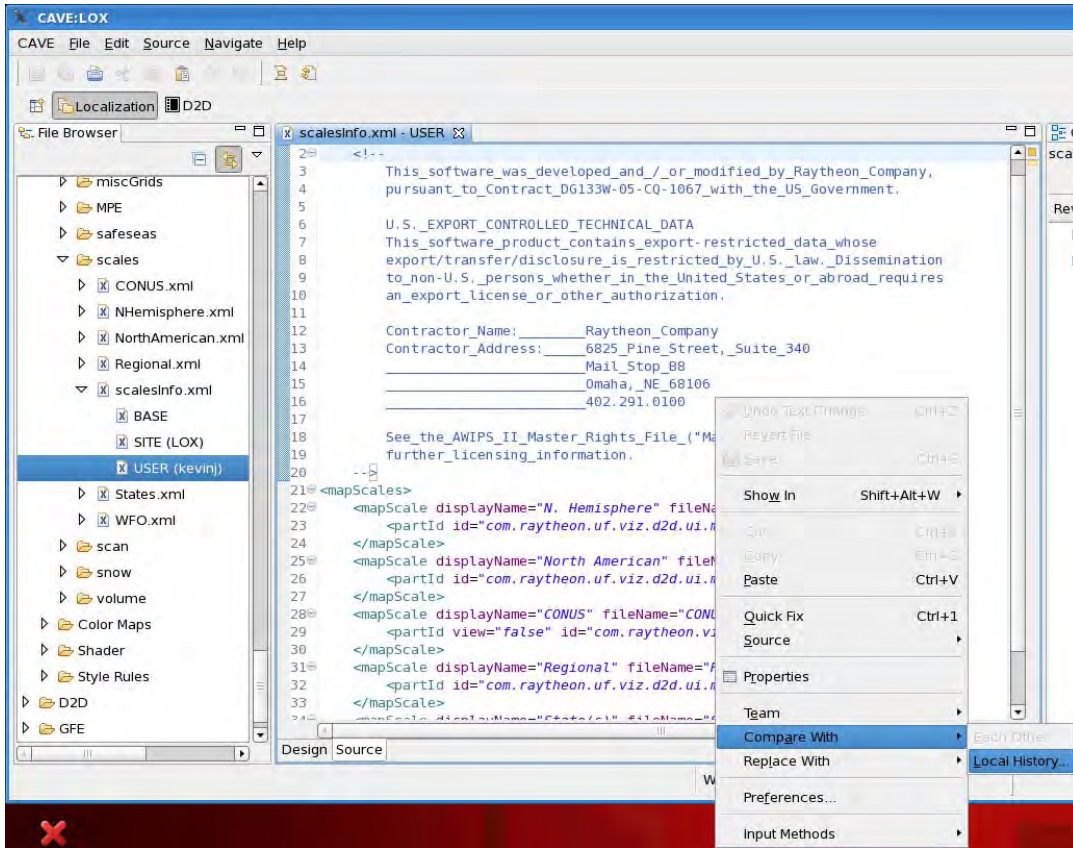 CAVE:LOX
CAVE File Edit Source Navigate Help
Localization D2D
File Browser
miscGrids
MPE
safeseas
scales
CONUS.xml
NHemisphere.xml
NorthAmerican.xml
Regional.xml
scalesInfo.xml
BASE
SITE (LOX)
USER (kevinj)
States.xml
WFO.xml
scan
snow
volume
Color Maps
Shader
Style Rules
D2D
GFE
scalesInfo.xml - USER
2 <!--
3 This_software_was_developed_and_/_or_modified_by_Raytheon_Company,
4 pursuant_to_Contract_DG133W-05-CQ-1067_with_the_US_Government.
5
6 U.S._EXPORT_CONTROLLED_TECHNICAL_DATA
7 This_software_product_contains_export-restricted_data_whose
8 export/transfer/disclosure_is_restricted_by_U.S._law._Dissemination
9 to_non-U.S._persons_whether_in_the_United_States_or_abroad_requires
10 an_export_license_or_other_authorization.
11
12 Contractor_Name:________Raytheon_Company
13 Contractor_Address:_____6825_Pine_Street,_Suite_340
14 ________________________Mail_Stop_B8
15 ________________________Omaha,_NE_68106
16 ________________________402.291.0100
17
18 See_the_AWIPS_II_Master_Rights_File_("Ma
19 further_licensing_information.
20 -->
21 <mapScales>
22 <mapScale displayName="N. Hemisphere" fileNa
23 <partId id="com.raytheon.uf.viz.d2d.ui.m
24 </mapScale>
25 <mapScale displayName="North American" fileN
26 <partId id="com.raytheon.uf.viz.d2d.ui.m
27 </mapScale>
28 <mapScale displayName="CONUS" fileName="CONU
29 <partId view="false" id="com.raytheon.vi
30 </mapScale>
31 <mapScale displayName="Regional" fileName="R
32 <partId id="com.raytheon.uf.viz.d2d.ui.m
33 </mapScale>
34 <mapScale displayName="State(s)" fileName="S
Design Source
sca
Rev
Undo Text Change Ctrl+Z
Revert File
Save Ctrl+S
Show In Shift+Alt+W
Cut Ctrl+X
Copy Ctrl+C
Paste Ctrl+V
Quick Fix Ctrl+1
Source
Properties
Team
Compare With
Replace With
Preferences...
Input Methods
Each Other
Local History...
W